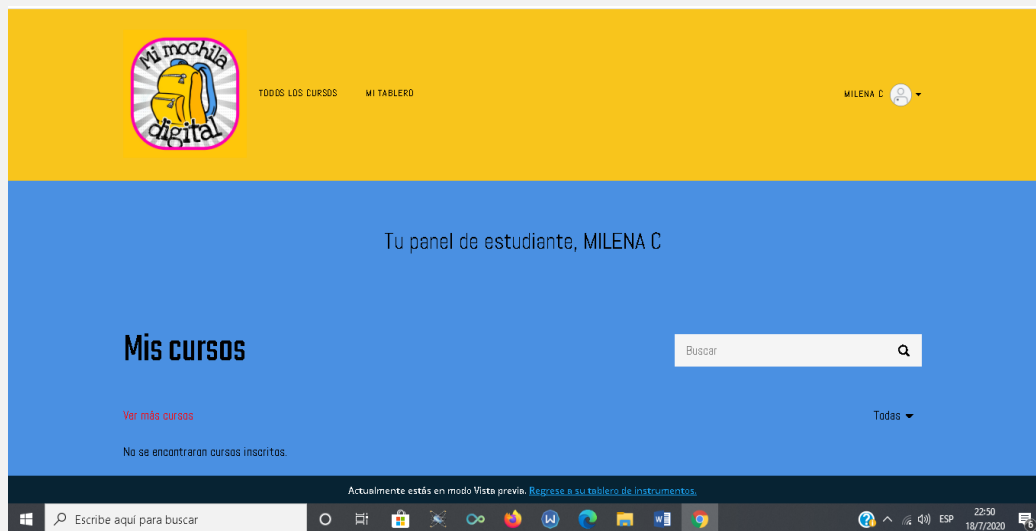 Mi mochila
digital
TODOS LOS CURSOS MI TABLERO
MILENA C
Tu panel de estudiante, MILENA C
Mis cursos
Buscar
Ver más cursos
Todas
No se encontraron cursos inscritos.
Actualmente estás en modo Vista previa. Regrese a su tablero de instrumentos.
Escribe aquí para buscar
ESP
22:50
18/7/2020